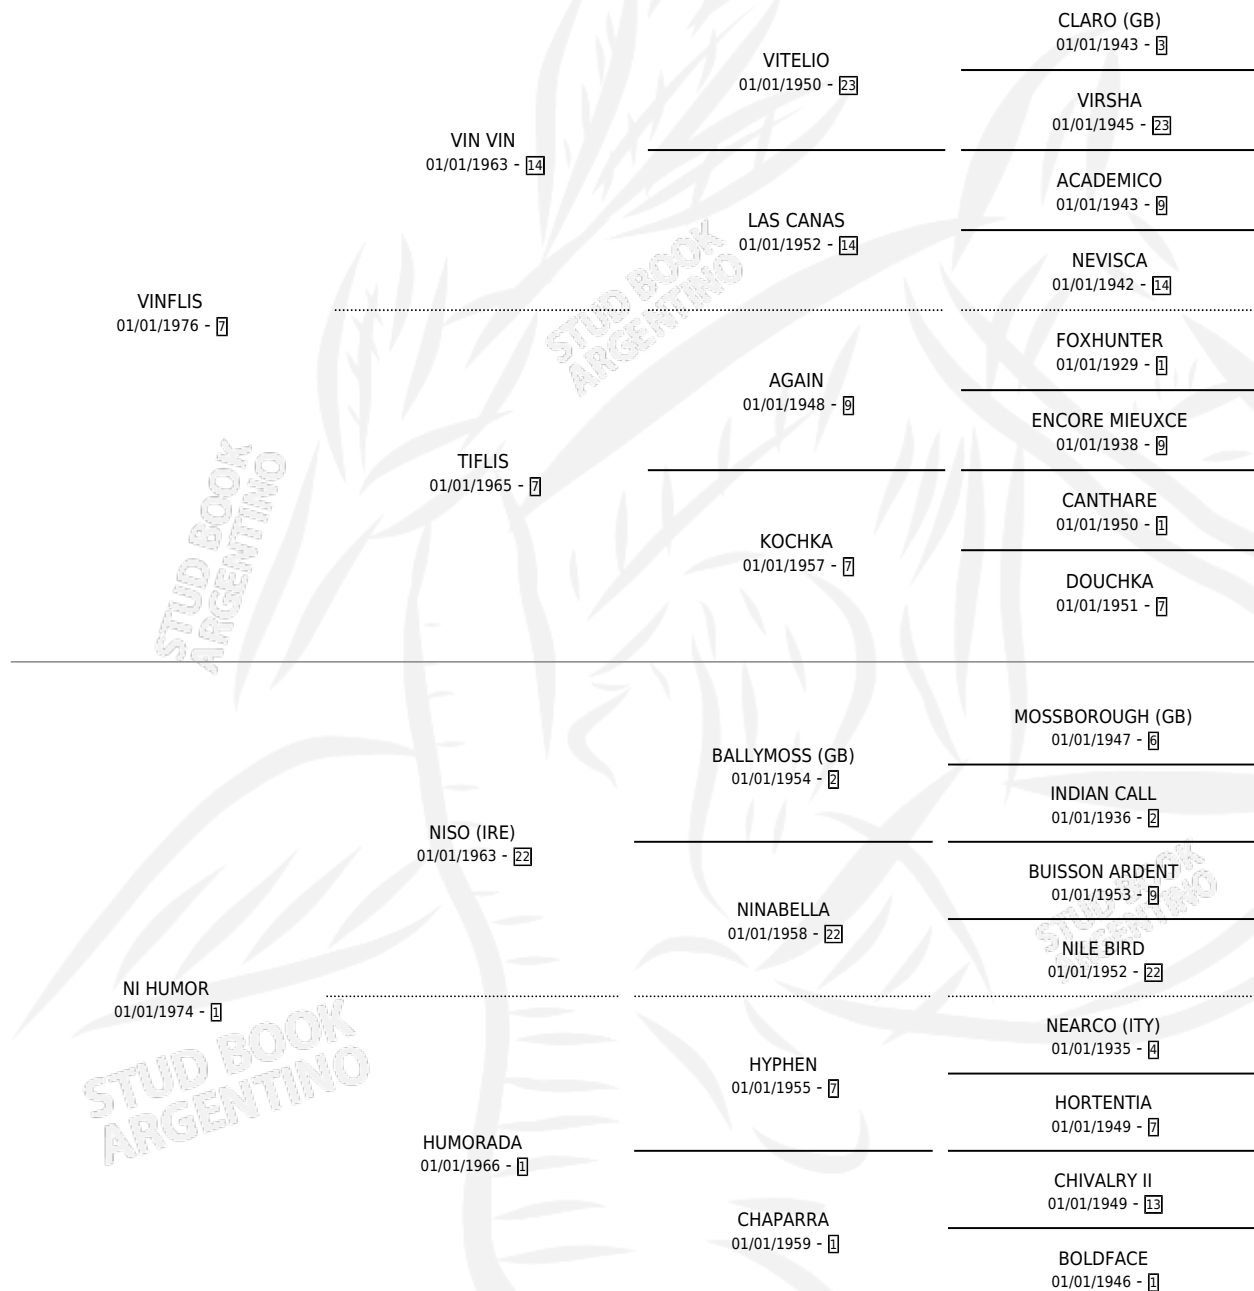 CLARO (GB)
01/01/1943 - 3
VITELIO
01/01/1950 - 23
VIRSHA
01/01/1945 - 23
VIN VIN
01/01/1963 - 14
ACADEMICO
01/01/1943 - 9
LAS CANAS
01/01/1952 - 14
NEVISCA
01/01/1942 - 14
VINFLIS
01/01/1976 - 7
FOXHUNTER
01/01/1929 - 1
AGAIN
01/01/1948 - 9
ENCORE MIEUXCE
01/01/1938 - 9
TIFLIS
01/01/1965 - 7
CANTHARE
01/01/1950 - 1
KOCHKA
01/01/1957 - 7
DOUCHKA
01/01/1951 - 7
STUD BOOK
ARGENTINO
STUD BOOK
ARGENTINO
MOSSBOROUGH (GB)
01/01/1947 - 6
BALLYMOSS (GB)
01/01/1954 - 2
INDIAN CALL
01/01/1936 - 2
NISO (IRE)
01/01/1963 - 22
BUISSON ARDENT
01/01/1953 - 9
NINABELLA
01/01/1958 - 22
NILE BIRD
01/01/1952 - 22
NI HUMOR
01/01/1974 - 1
NEARCO (ITY)
01/01/1935 - 4
HYPHEN
01/01/1955 - 7
HORTENTIA
01/01/1949 - 7
HUMORADA
01/01/1966 - 1
CHIVALRY II
01/01/1949 - 13
CHAPARRA
01/01/1959 - 1
BOLDFACE
01/01/1946 - 1
STUD BOOK
ARGENTINO
STUD BOOK
ARGENTINO